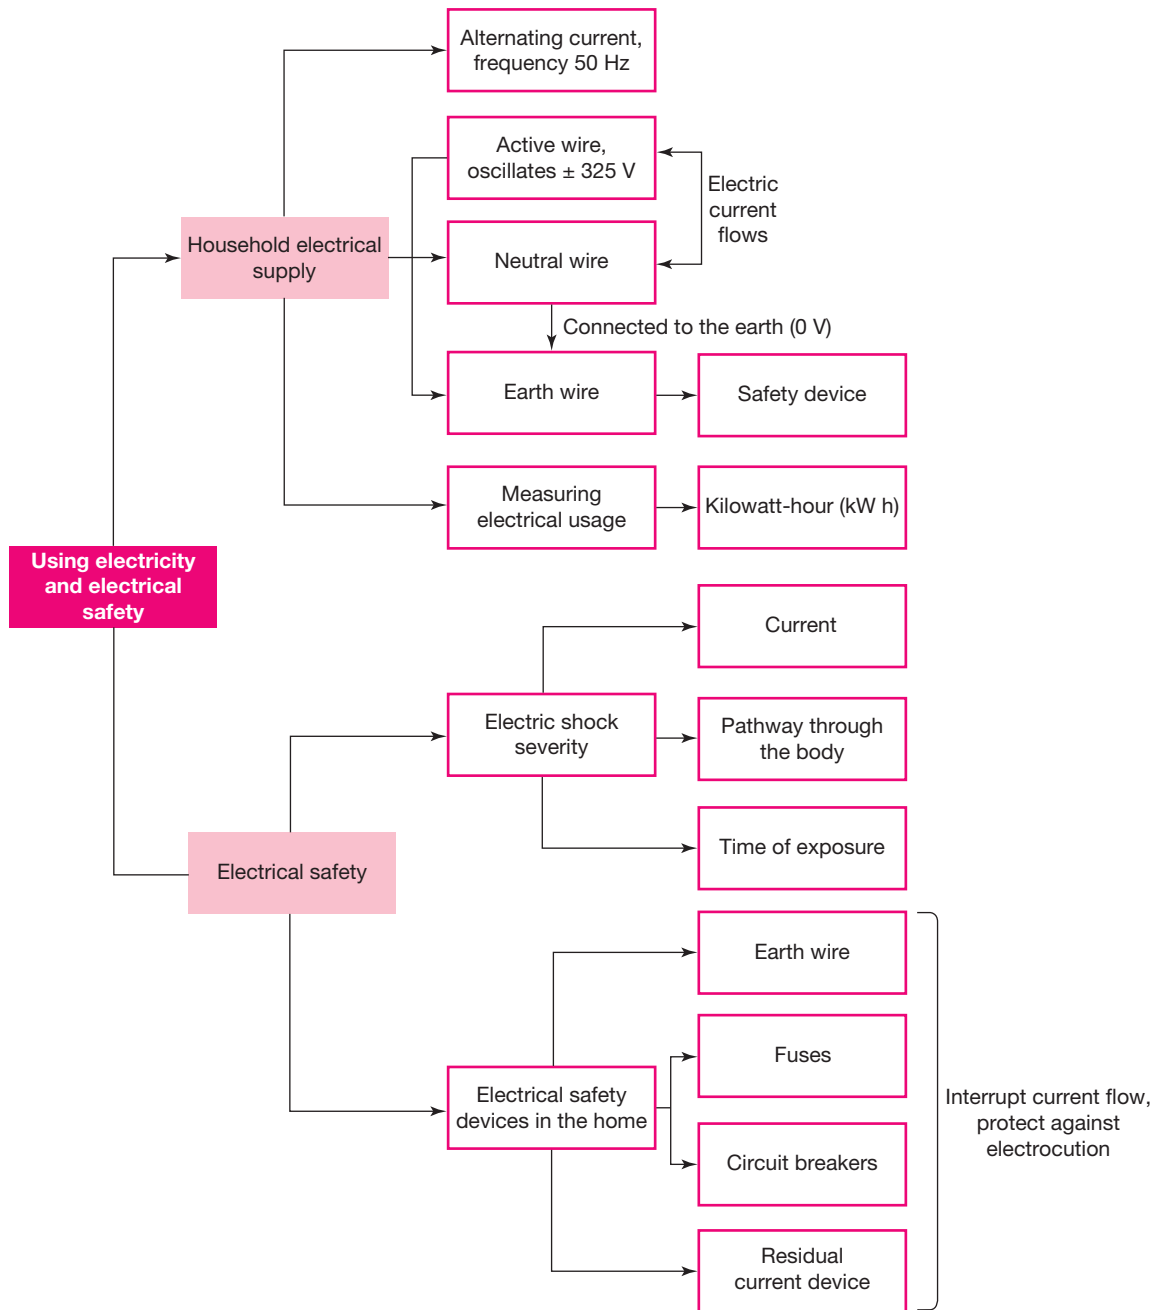 Alternating current,
frequency 50 Hz
Active wire,
oscillates ± 325 V
Electric
current
flows
Household electrical
supply
Neutral wire
Connected to the earth (0 V)
Earth wire
Safety device
Measuring
electrical usage
Kilowatt-hour (kW h)
Using electricity
and electrical
safety
Current
Electric shock
severity
Pathway through
the body
Time of exposure
Electrical safety
Earth wire
Fuses
Electrical safety
devices in the home
Interrupt current flow,
protect against
electrocution
Circuit breakers
Residual
current device